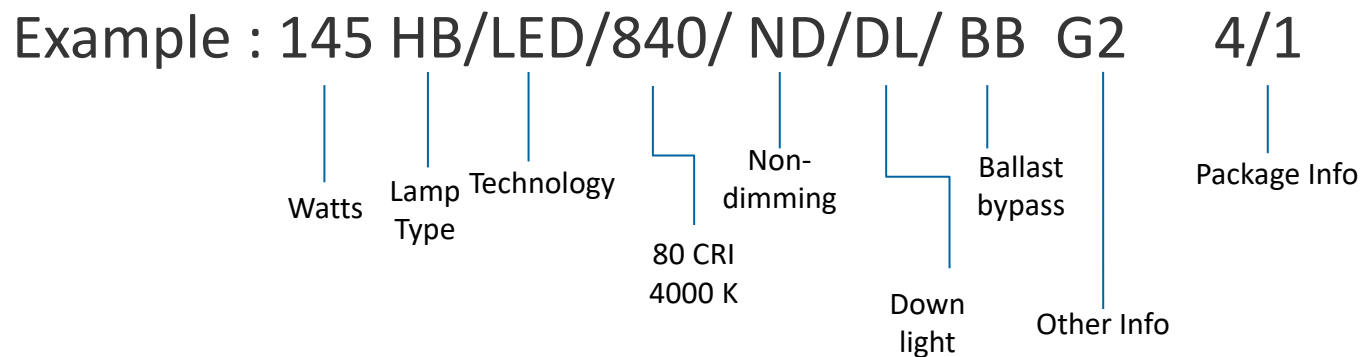 Example : 145 HB/LED/840/ ND/DL/ BB G2 4/1
Watts
Lamp
Type
Technology
80 CRI
4000 K
Non-
dimming
Down
light
Ballast
bypass
Other Info
Package Info